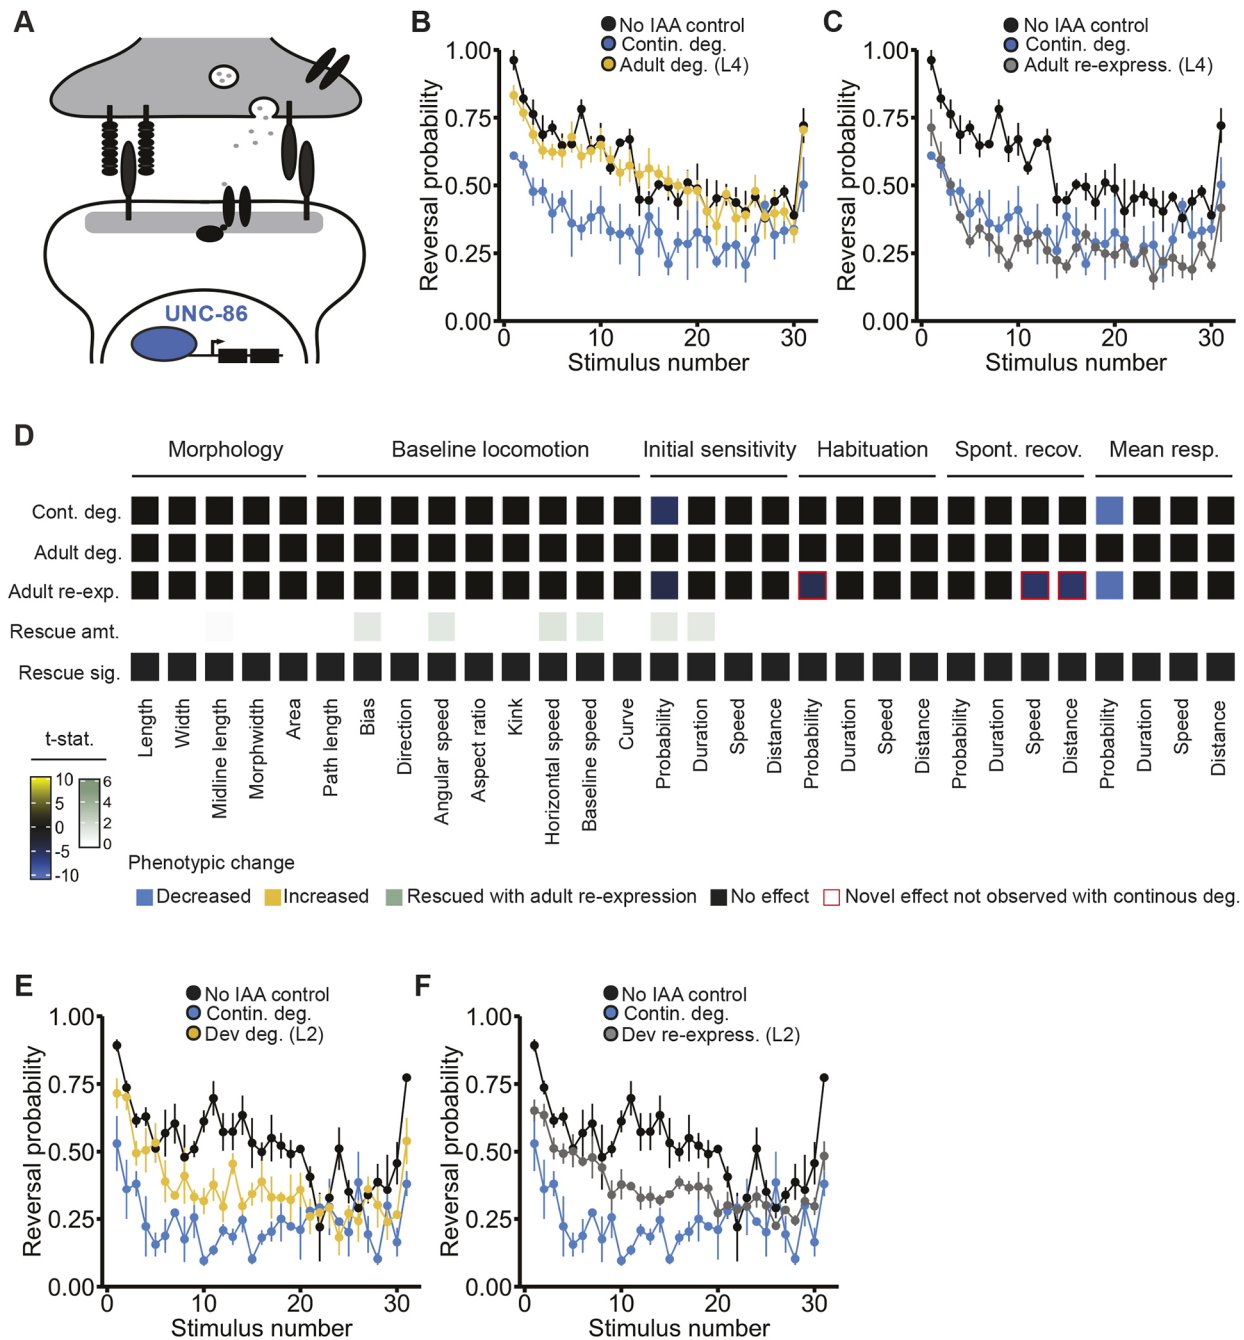 A
UNC-86
B
No IAA control
Contin. deg.
Adult deg. (L4)
Reversal probability
1.00
0.75
0.50
0.25
0.00
0
10
20
30
Stimulus number
C
No IAA control
Contin. deg.
Adult re-express. (L4)
Reversal probability
1.00
0.75
0.50
0.25
0.00
0
10
20
30
Stimulus number
D
Morphology
Baseline locomotion
Initial sensitivity
Habituation
Spont. recov.
Mean resp.
Cont. deg.
Adult deg.
Adult re-exp.
Rescue amt.
Rescue sig.
Length
Width
Midline length
Morphwidth
Area
Path length
Bias
Direction
Angular speed
Aspect ratio
Kink
Horizontal speed
Baseline speed
Curve
Probability
Duration
Speed
Distance
Probability
Duration
Speed
Distance
Probability
Duration
Speed
Distance
Probability
Duration
Speed
Distance
t-stat.
10
5
0
-5
-10
6
4
2
0
Phenotypic change
Decreased
Increased
Rescued with adult re-expression
No effect
Novel effect not observed with continous deg.
E
No IAA control
Contin. deg.
Dev deg. (L2)
Reversal probability
1.00
0.75
0.50
0.25
0.00
0
10
20
30
Stimulus number
F
No IAA control
Contin. deg.
Dev re-express. (L2)
Reversal probability
1.00
0.75
0.50
0.25
0.00
0
10
20
30
Stimulus number